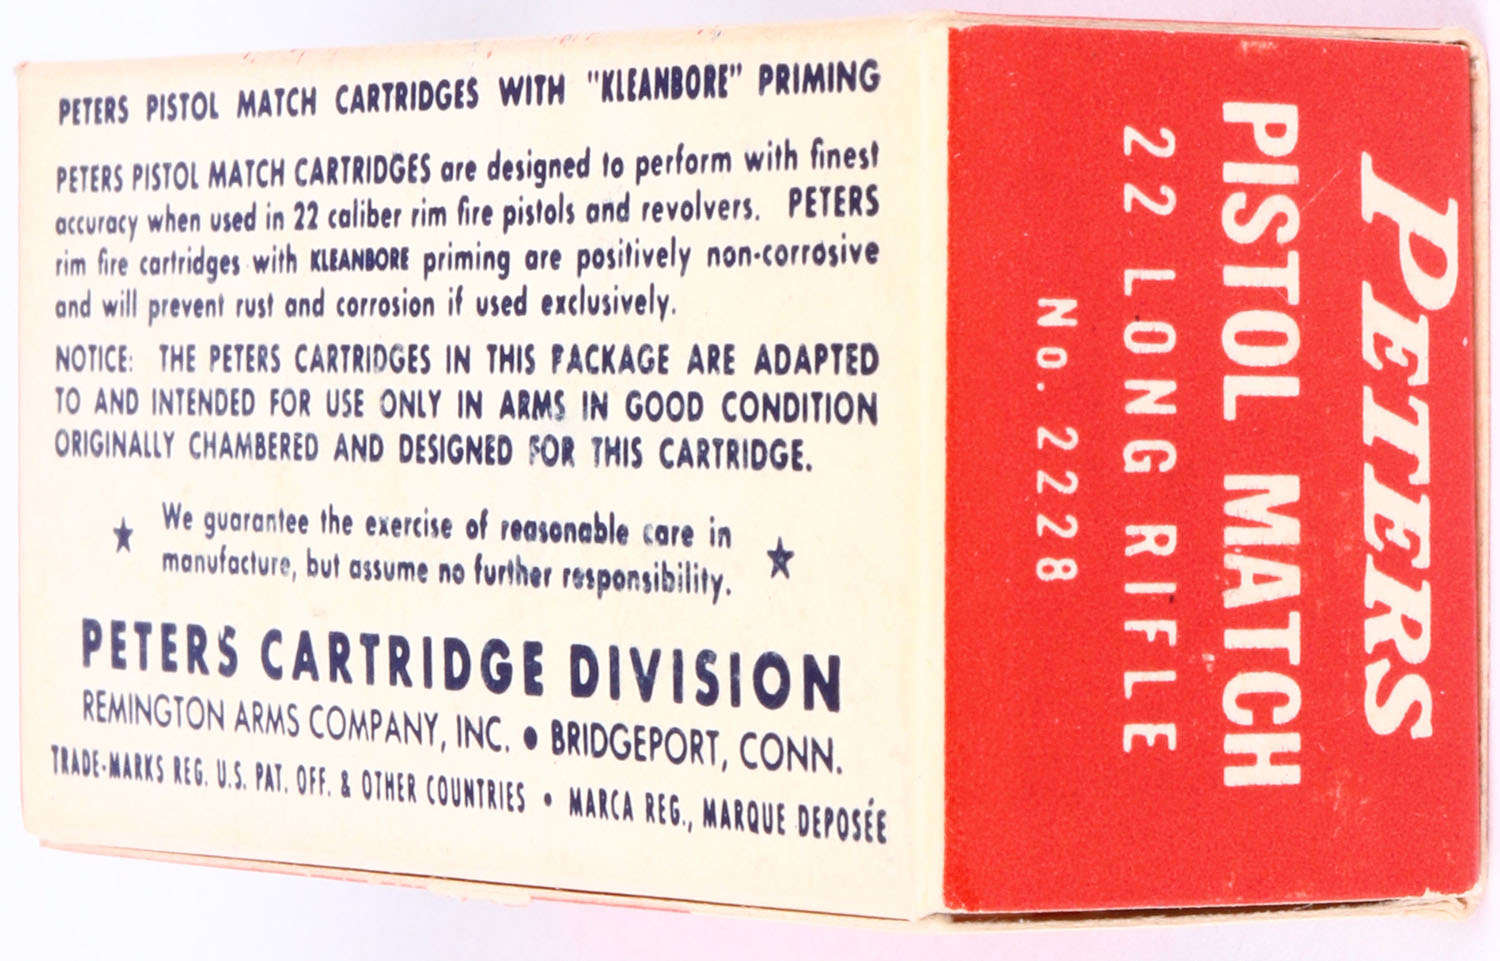 PETERS PISTOL MATCH CARTRIDGES WITH "KLEANBORE" PRIMING
PETERS PISTOL MATCH CARTRIDGES are designed to perform with finest
accuracy when used in 22 caliber rim fire pistols and revolvers. PETERS
rim fire cartridges with KLEANBORE priming are positively non-corrosive
and will prevent rust and corrosion if used exclusively.
NOTICE: THE PETERS CARTRIDGES IN THIS PACKAGE ARE ADAPTED
TO AND INTENDED FOR USE ONLY IN ARMS IN GOOD CONDITION
ORIGINALLY CHAMBERED AND DESIGNED FOR THIS CARTRIDGE.
★ We guarantee the exercise of reasonable care in ★
manufacture, but assume no further responsibility.
PETERS CARTRIDGE DIVISION
REMINGTON ARMS COMPANY, INC. • BRIDGEPORT, CONN.
TRADE-MARKS REG. U.S. PAT. OFF. & OTHER COUNTRIES • MARCA REG., MARQUE DEPOSÉE
PETERS
PISTOL MATCH
22 LONG RIFLE
No. 2228